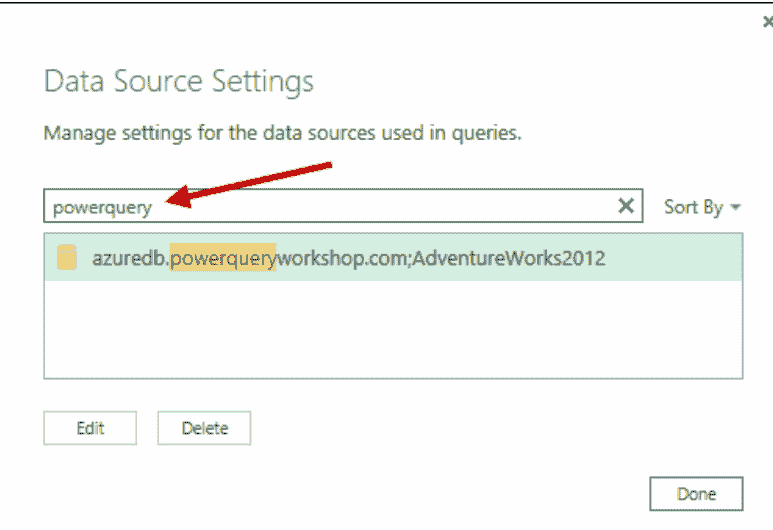 Data Source Settings
Manage settings for the data sources used in queries.
powerquery
Sort By
azuredb.powerqueryworkshop.com;AdventureWorks2012
Edit
Delete
Done